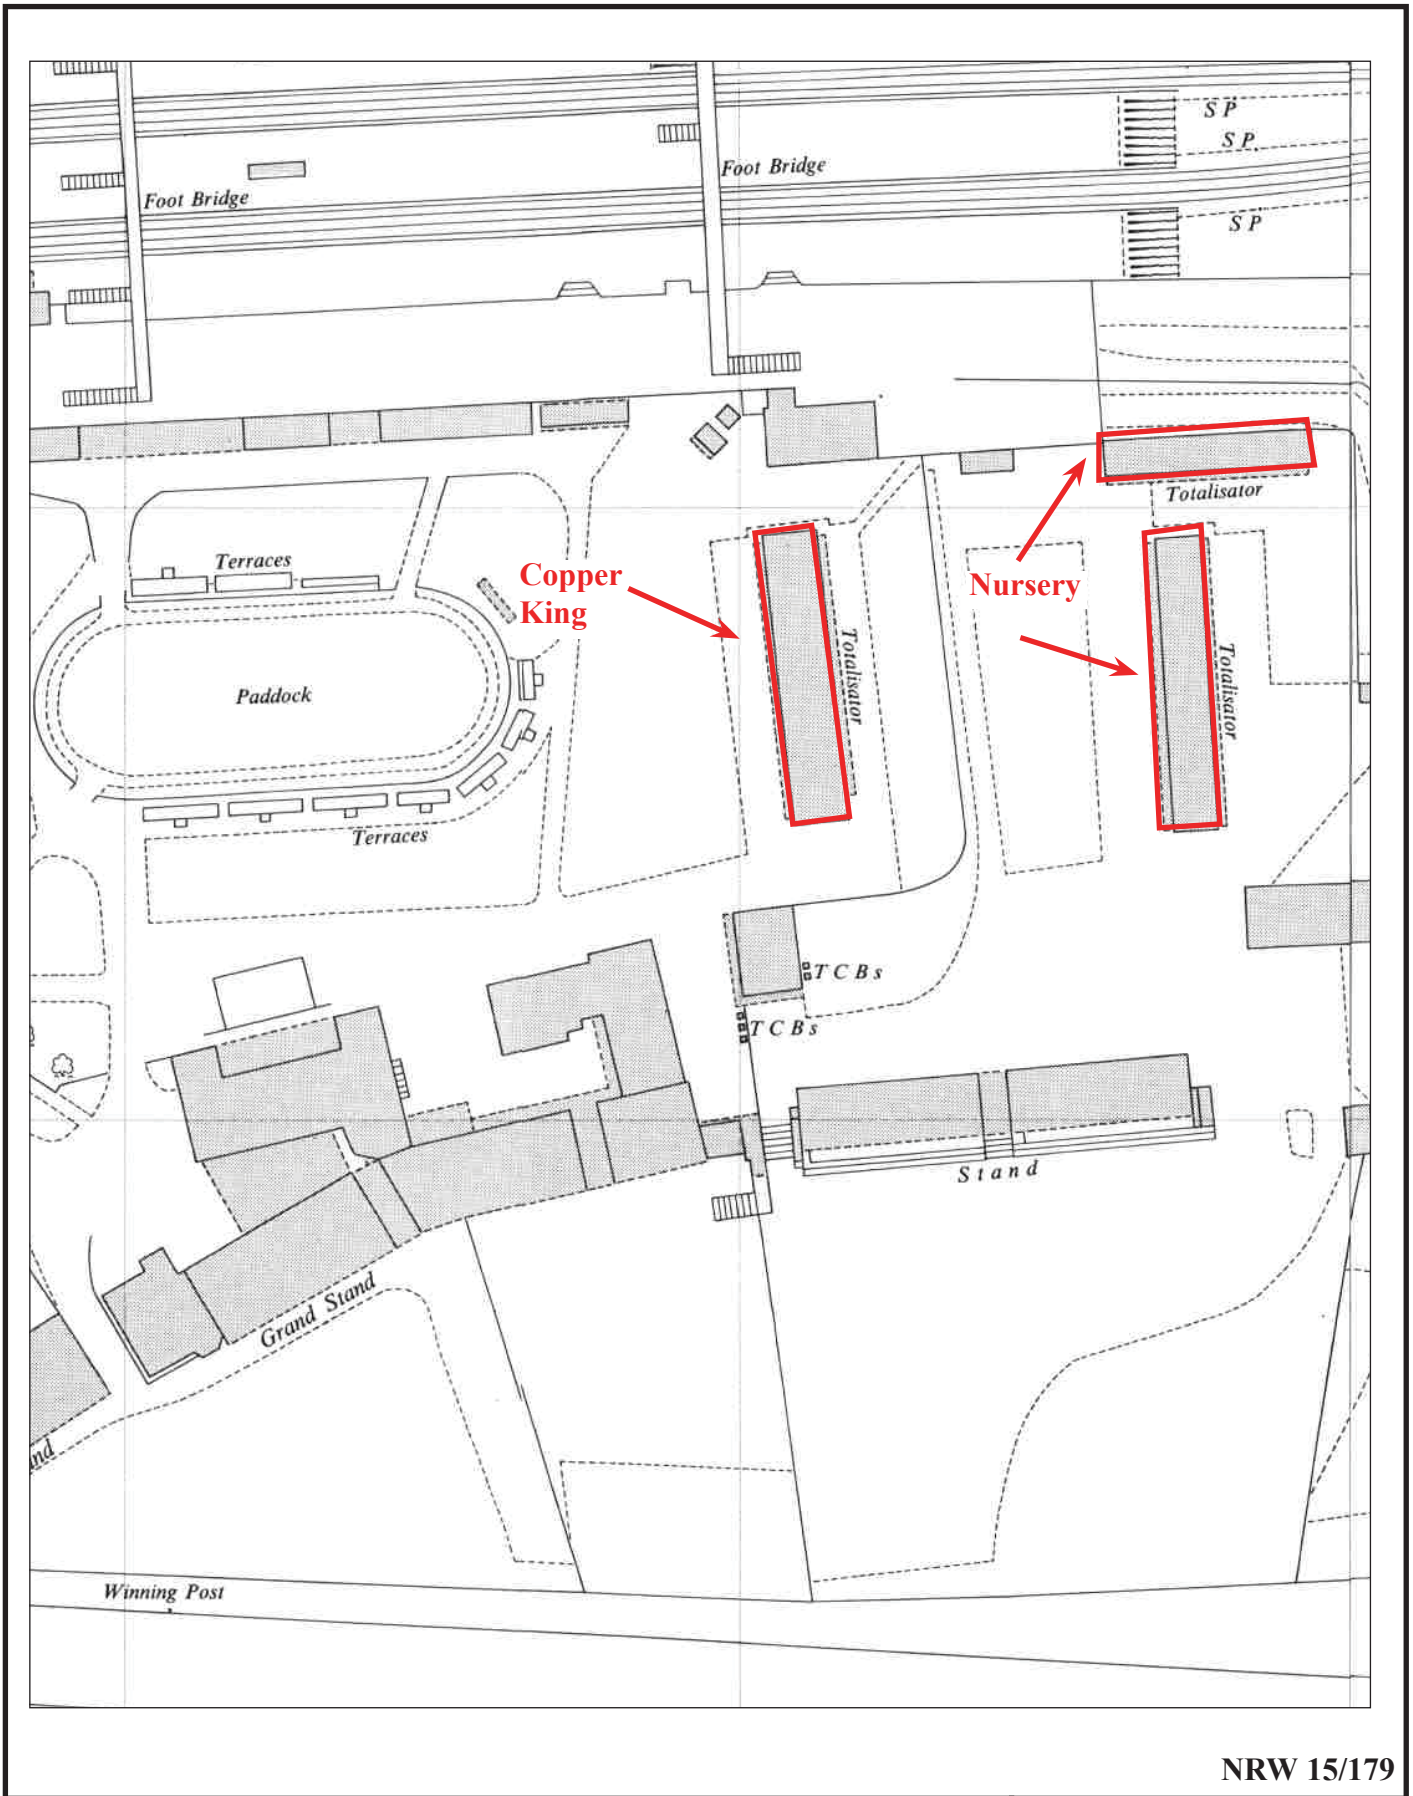 S P
S P.
Foot Bridge
Foot Bridge
S P
Totalisator
Terraces
Copper
King
Nursery
Totalisator
Totalisator
Paddock
Terraces
T C B s
T C B s
Stand
Grand Stand
and
Winning Post
NRW 15/179